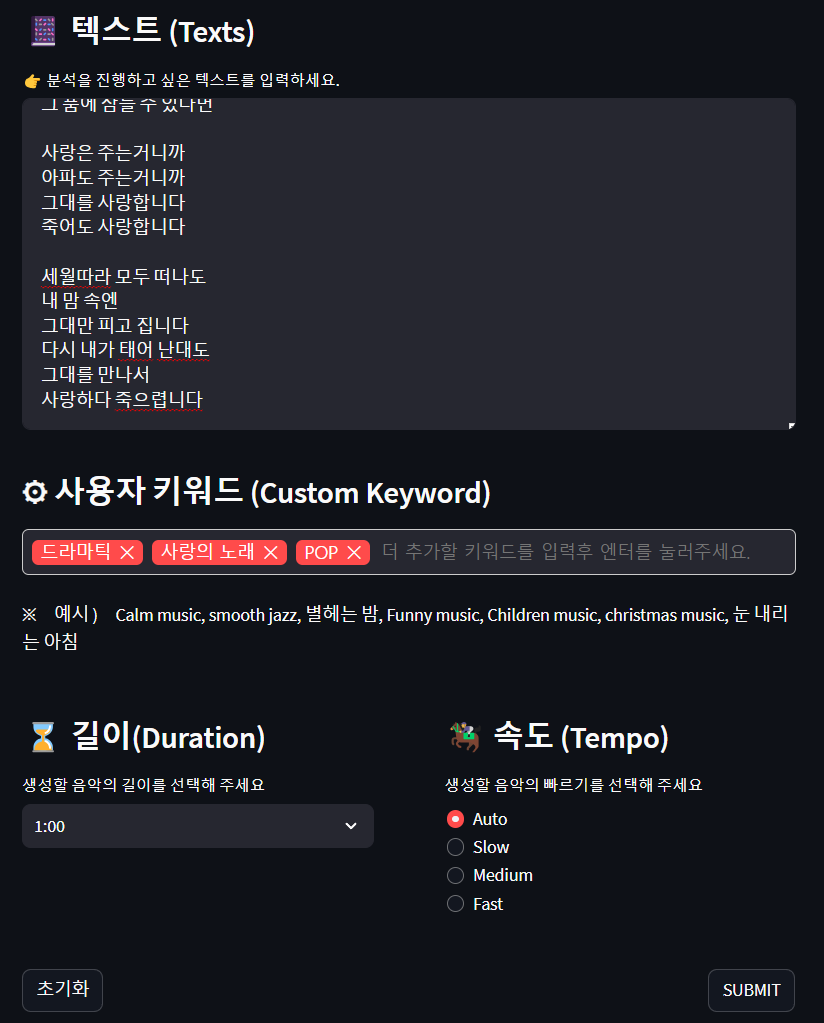 텍스트 (Texts)
분석을 진행하고 싶은 텍스트를 입력하세요.
그 품에 잠들 수 있다면
사랑은 주는거니까
아파도 주는거니까
그대를 사랑합니다
죽어도 사랑합니다
세월따라 모두 떠나도
내 맘 속엔
그대만 피고 집니다
다시 내가 태어 난대도
그대를 만나서
사랑하다 죽으렵니다
사용자 키워드 (Custom Keyword)
드라마틱 × 사랑의 노래 × POP × 더 추가할 키워드를 입력후 엔터를 눌러주세요.
※ 예시 ) Calm music, smooth jazz, 별헤는 밤, Funny music, Children music, christmas music, 눈 내리
는 아침
길이(Duration)
생성할 음악의 길이를 선택해 주세요
1:00
속도 (Tempo)
생성할 음악의 빠르기를 선택해 주세요
Auto
Slow
Medium
Fast
초기화
SUBMIT